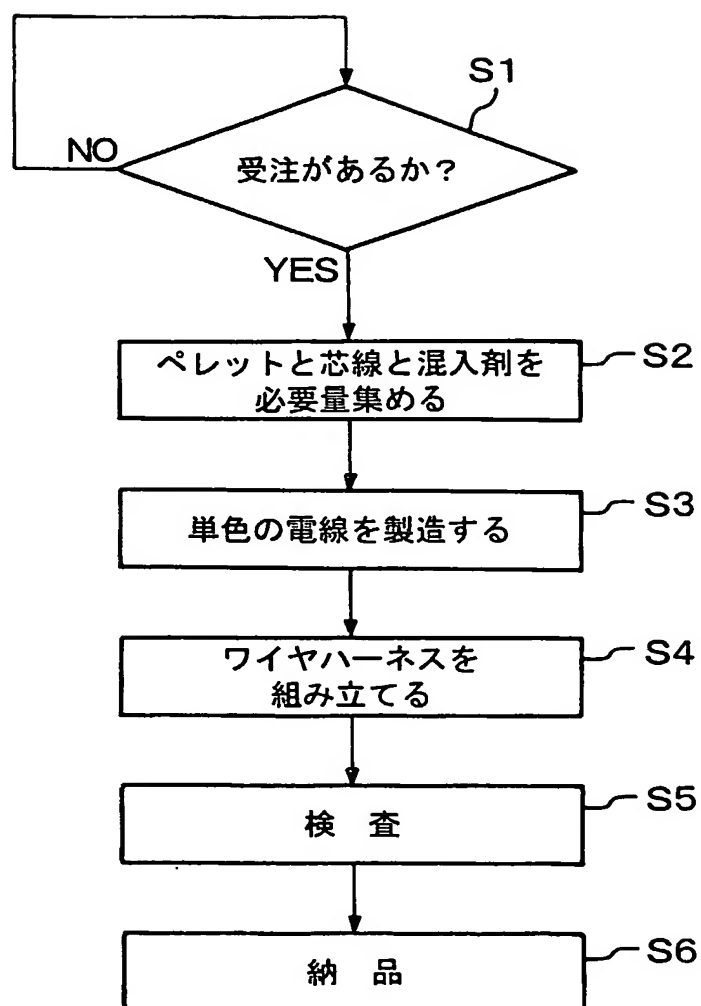 S1
受注があるか?
NO
YES
ペレットと芯線と混入剤を
必要量集める
S2
単色の電線を製造する
S3
ワイヤハーネスを
組み立てる
S4
検 査
S5
納 品
S6